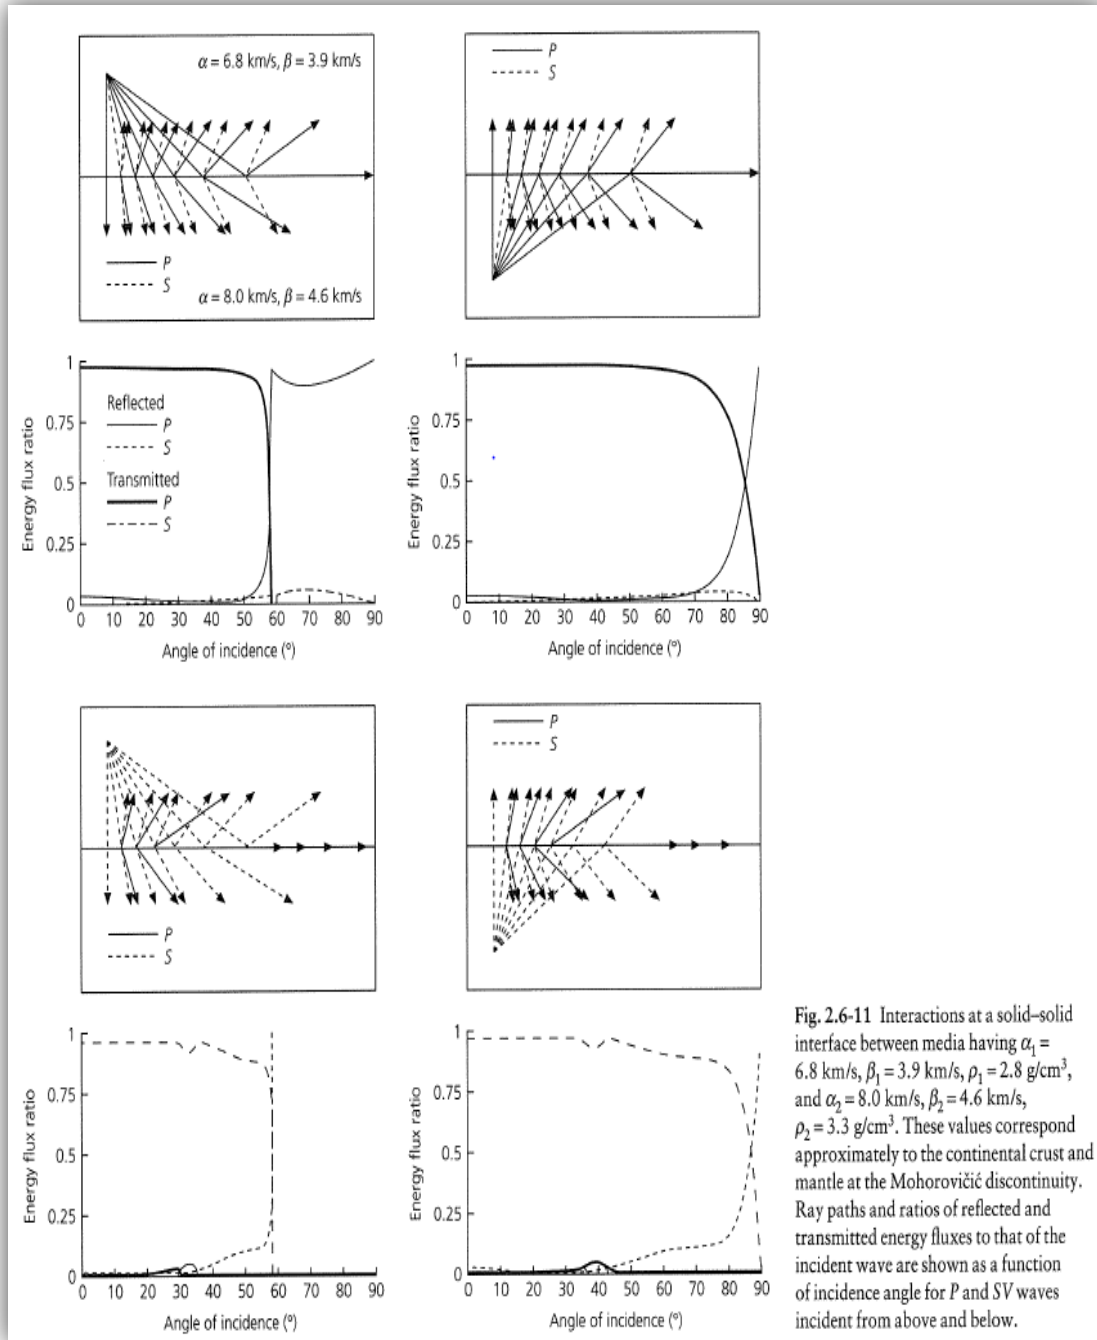 α = 6.8 km/s, β = 3.9 km/s
P
S
α = 8.0 km/s, β = 4.6 km/s
P
S
1
0.75
0.5
0.25
0
Energy flux ratio
Reflected
P
S
Transmitted
P
S
0 10 20 30 40 50 60 70 80 90
Angle of incidence (°)
1
0.75
0.5
0.25
0
Energy flux ratio
0 10 20 30 40 50 60 70 80 90
Angle of incidence (°)
P
S
P
S
1
0.75
0.5
0.25
0
Energy flux ratio
0 10 20 30 40 50 60 70 80 90
Angle of incidence (°)
1
0.75
0.5
0.25
0
Energy flux ratio
0 10 20 30 40 50 60 70 80 90
Angle of incidence (°)
Fig. 2.6-11 Interactions at a solid–solid
interface between media having α₁ =
6.8 km/s, β₁ = 3.9 km/s, ρ₁ = 2.8 g/cm³,
and α₂ = 8.0 km/s, β₂ = 4.6 km/s,
ρ₂ = 3.3 g/cm³. These values correspond
approximately to the continental crust and
mantle at the Mohorovičić discontinuity.
Ray paths and ratios of reflected and
transmitted energy fluxes to that of the
incident wave are shown as a function
of incidence angle for P and SV waves
incident from above and below.